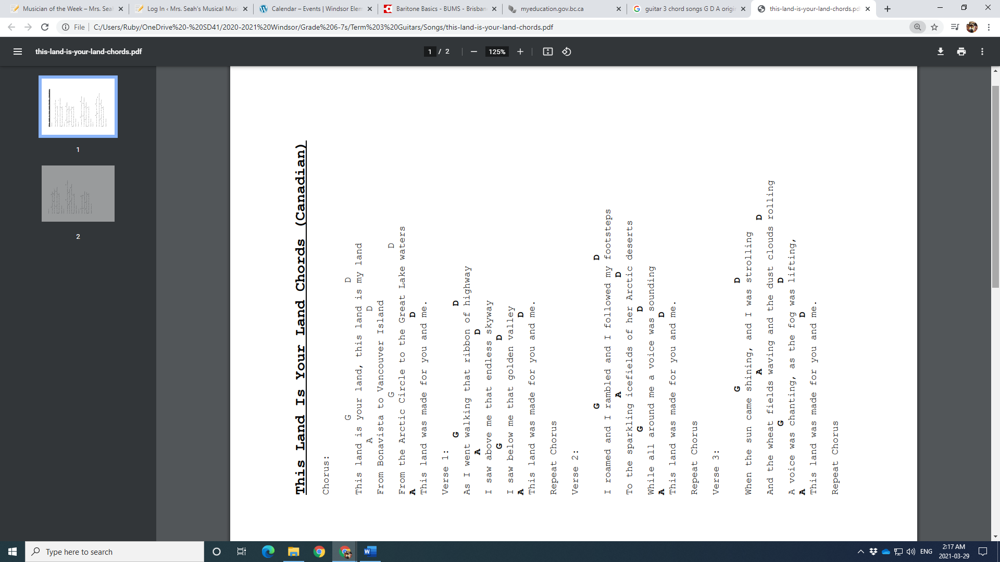 Musician of the Week – Mrs. Seal
Log In ‹ Mrs. Seah's Musical Musi
Calendar – Events | Windsor Elem
Baritone Basics - BUMS - Brisban
myeducation.gov.bc.ca
guitar 3 chord songs G D A origin
this-land-is-your-land-chords.pdf
File | C:/Users/Ruby/OneDrive%20-%20SD41/2020-2021%20Windsor/Grade%206-7s/Term%203%20Guitars/Songs/this-land-is-your-land-chords.pdf
this-land-is-your-land-chords.pdf
1 / 2
125%
1
2
This Land Is Your Land Chords (Canadian)
Chorus:
G D
This land is your land, this land is my land
A D
From Bonavista to Vancouver Island
G D
From the Arctic Circle to the Great Lake waters
A D
This land was made for you and me.
Verse 1:
G D
As I went walking that ribbon of highway
A D
I saw above me that endless skyway
G D
I saw below me that golden valley
A D
This land was made for you and me.
Repeat Chorus
Verse 2:
G D
I roamed and I rambled and I followed my footsteps
A D
To the sparkling icefields of her Arctic deserts
G D
While all around me a voice was sounding
A D
This land was made for you and me.
Repeat Chorus
Verse 3:
G D
When the sun came shining, and I was strolling
A D
And the wheat fields waving and the dust clouds rolling
G D
A voice was chanting, as the fog was lifting,
A D
This land was made for you and me.
Repeat Chorus
Type here to search
ENG
2:17 AM
2021-03-29